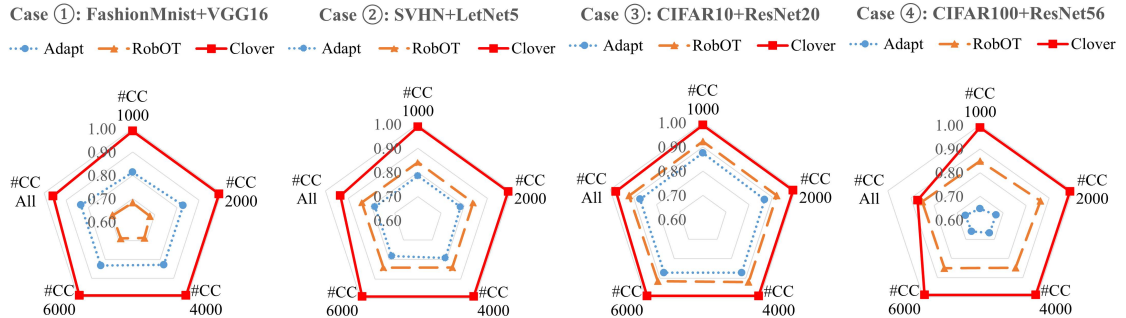 Case ①: FashionMnist+VGG16
Adapt RobOT Clover
#CC
1000
1.00
0.90
0.80
0.70
0.60
#CC
2000
#CC
4000
#CC
6000
#CC
All
Case ②: SVHN+LetNet5
Adapt RobOT Clover
#CC
1000
1.00
0.90
0.80
0.70
0.60
#CC
2000
#CC
4000
#CC
6000
#CC
All
Case ③: CIFAR10+ResNet20
Adapt RobOT Clover
#CC
1000
1.00
0.90
0.80
0.70
0.60
#CC
2000
#CC
4000
#CC
6000
#CC
All
Case ④: CIFAR100+ResNet56
Adapt RobOT Clover
#CC
1000
1.00
0.90
0.80
0.70
0.60
#CC
2000
#CC
4000
#CC
6000
#CC
All